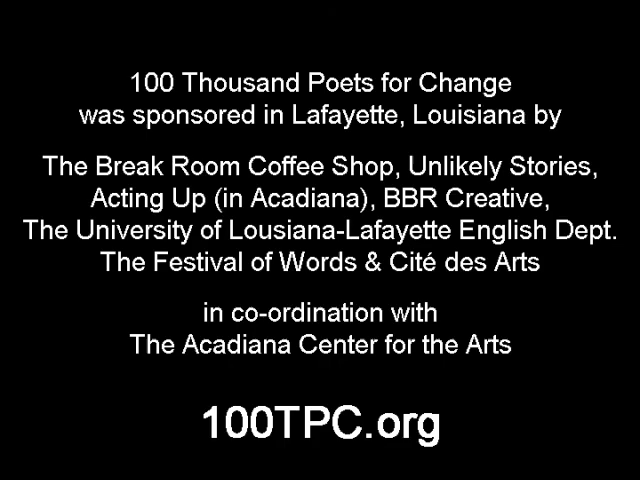 100 Thousand Poets for Change
was sponsored in Lafayette, Louisiana by
The Break Room Coffee Shop, Unlikely Stories,
Acting Up (in Acadiana), BBR Creative,
The University of Lousiana-Lafayette English Dept.
The Festival of Words & Cité des Arts
in co-ordination with
The Acadiana Center for the Arts
100TPC.org